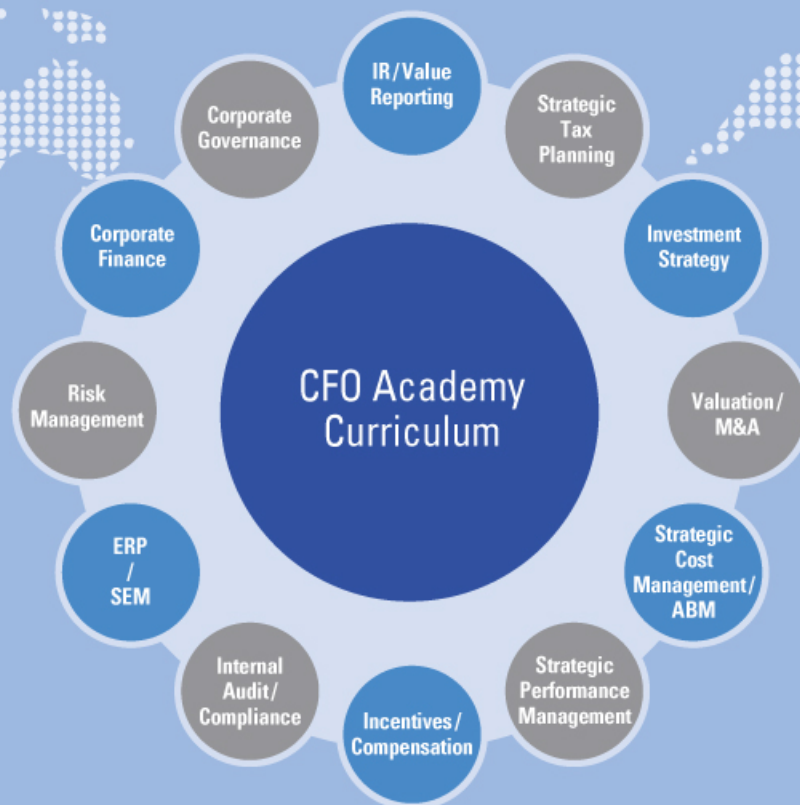 CFO Academy
Curriculum
IR/Value
Reporting
Strategic
Tax
Planning
Investment
Strategy
Valuation/
M&A
Strategic
Cost
Management/
ABM
Strategic
Performance
Management
Incentives/
Compensation
Internal
Audit/
Compliance
ERP
/
SEM
Risk
Management
Corporate
Finance
Corporate
Governance